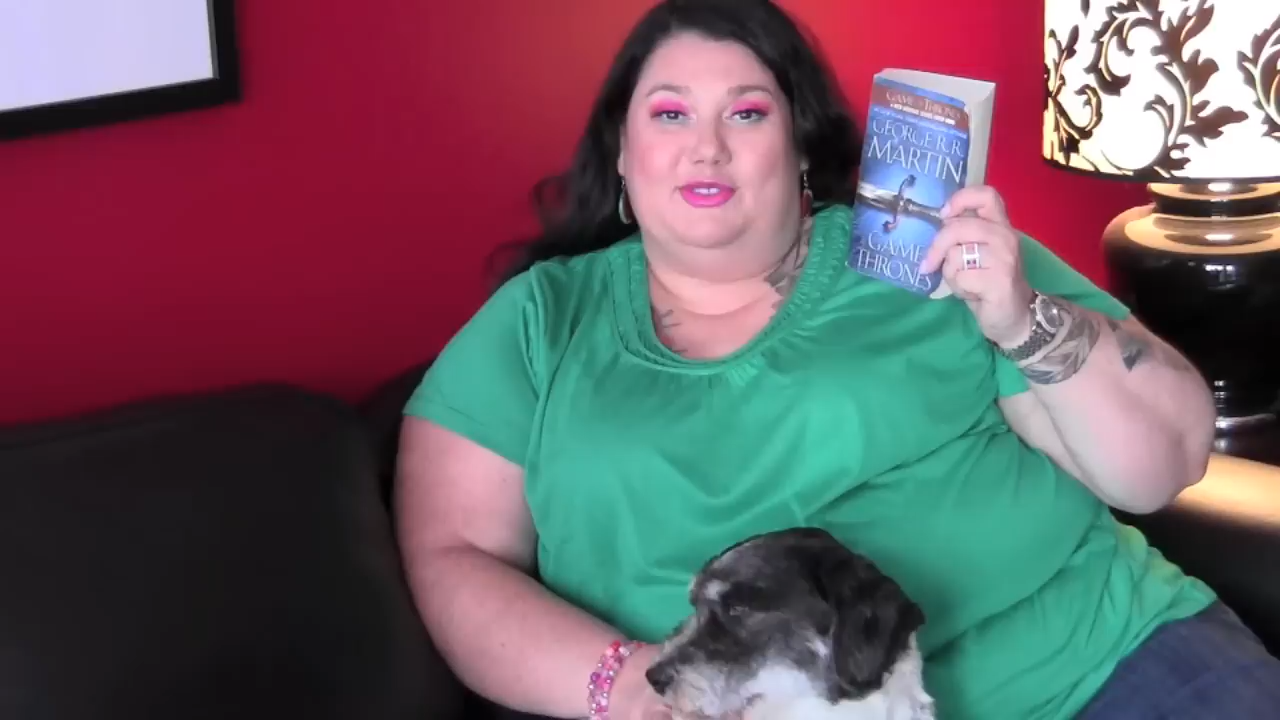 GAME OF THRONES
GEORGE R.R.
MARTIN
A GAME OF
THRONES